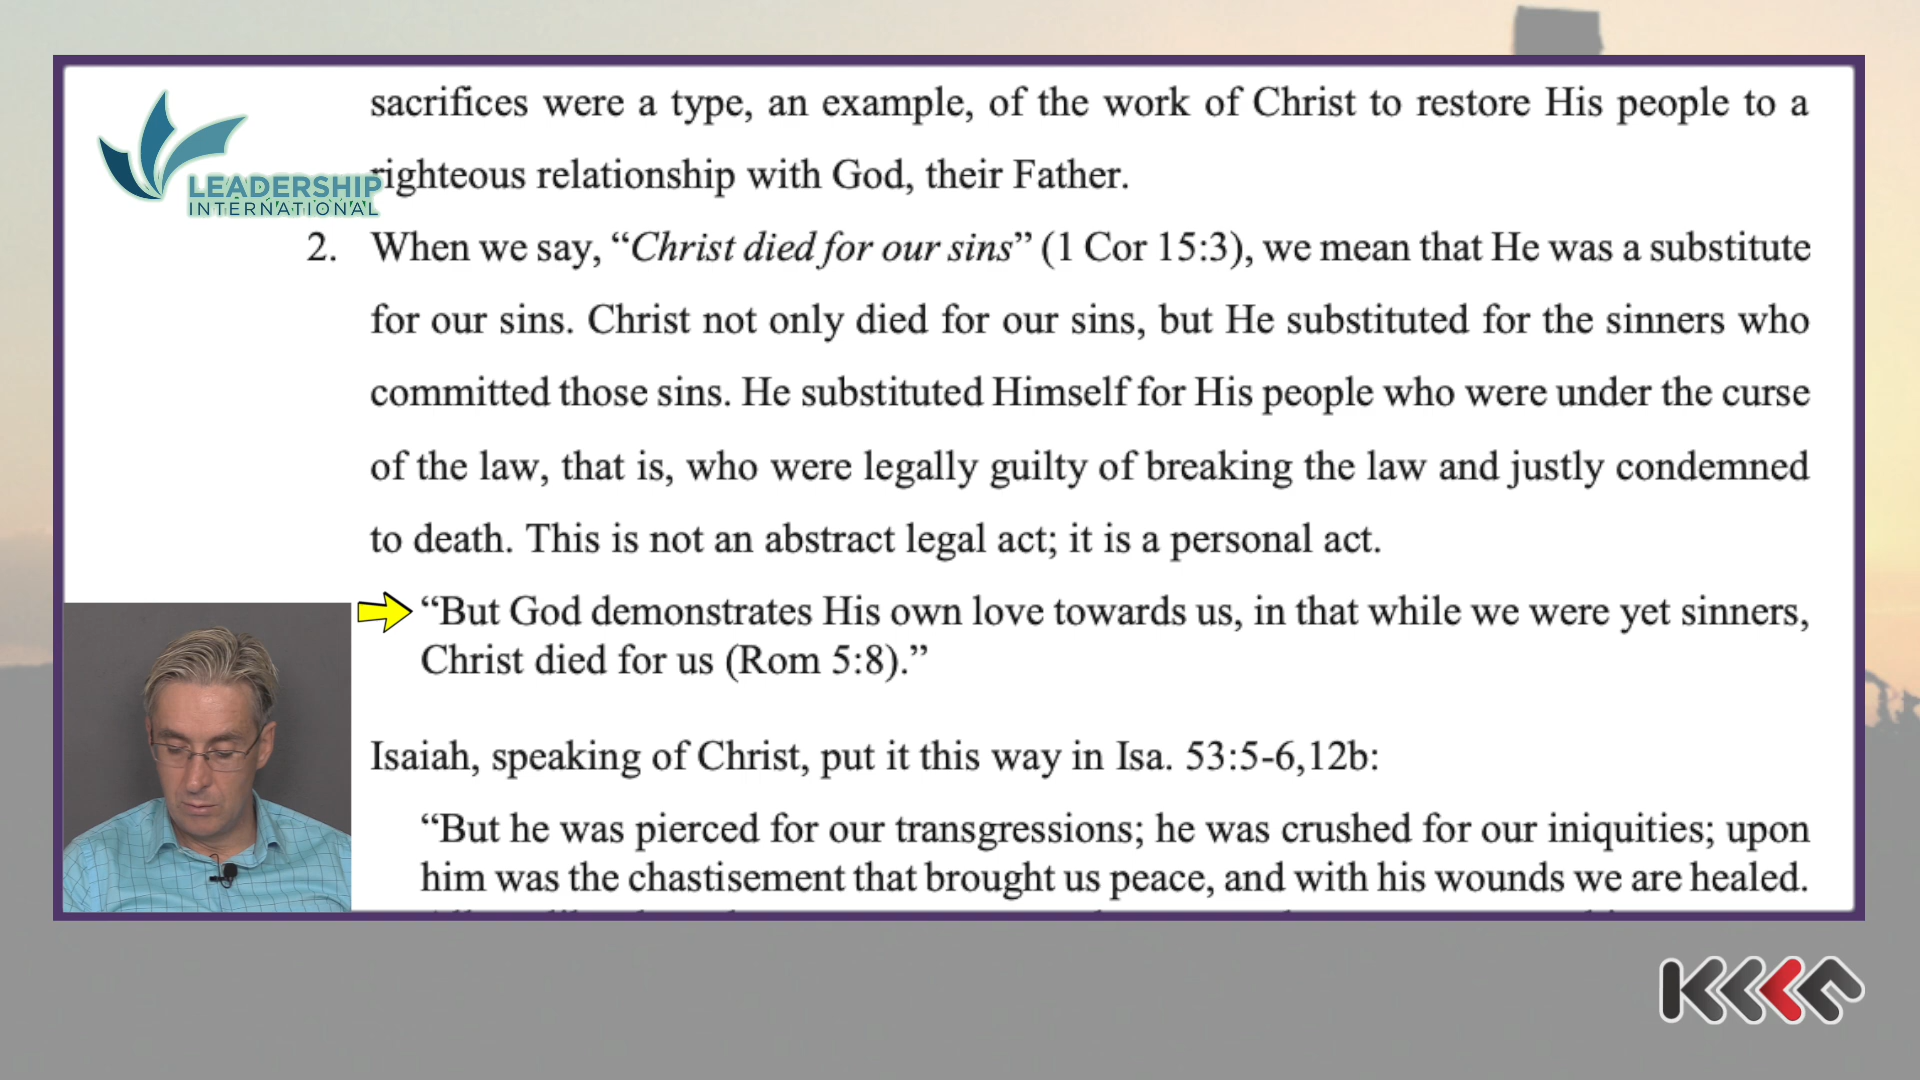 sacrifices were a type, an example, of the work of Christ to restore His people to a
righteous relationship with God, their Father.
LEADERSHIP
INTERNATIONAL
2. When we say, “Christ died for our sins” (1 Cor 15:3), we mean that He was a substitute
for our sins. Christ not only died for our sins, but He substituted for the sinners who
committed those sins. He substituted Himself for His people who were under the curse
of the law, that is, who were legally guilty of breaking the law and justly condemned
to death. This is not an abstract legal act; it is a personal act.
“But God demonstrates His own love towards us, in that while we were yet sinners,
Christ died for us (Rom 5:8).”
Isaiah, speaking of Christ, put it this way in Isa. 53:5-6,12b:
“But he was pierced for our transgressions; he was crushed for our iniquities; upon
him was the chastisement that brought us peace, and with his wounds we are healed.